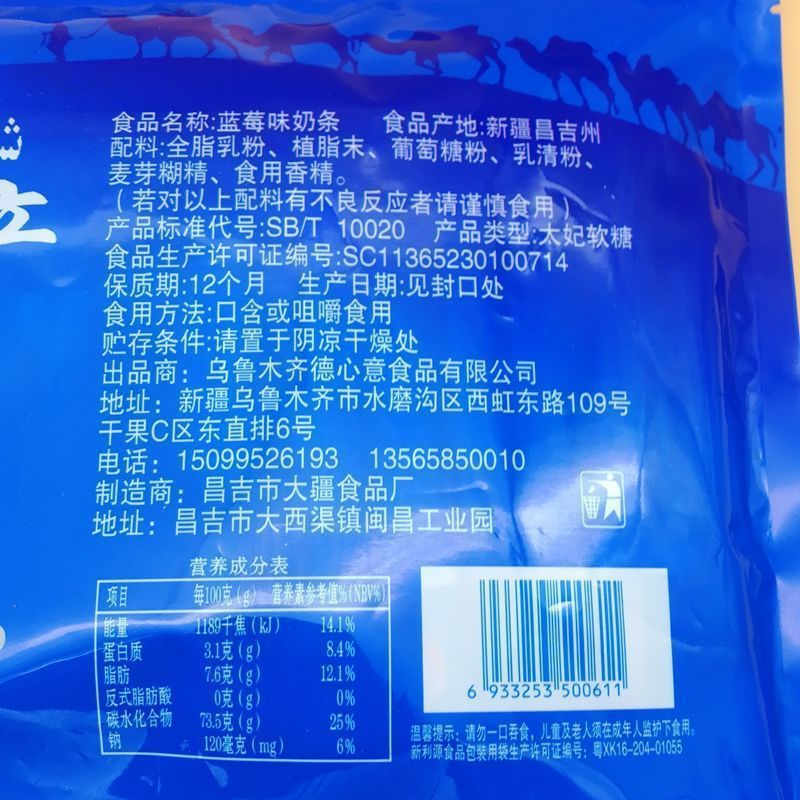 食品名称:蓝莓味奶条 食品产地:新疆昌吉州
配料:全脂乳粉、植脂末、葡萄糖粉、乳清粉、
麦芽糊精、食用香精。
(若对以上配料有不良反应者请谨慎食用)
产品标准代号:SB/T 10020 产品类型:太妃软糖
食品生产许可证编号:SC11365230100714
保质期:12个月 生产日期:见封口处
食用方法:口含或咀嚼食用
贮存条件:请置于阴凉干燥处
出品商：乌鲁木齐德心意食品有限公司
地址：新疆乌鲁木齐市水磨沟区西虹东路109号
干果C区东直排6号
电话：15099526193 13565850010
制造商：昌吉市大疆食品厂
地址：昌吉市大西渠镇闽昌工业园
营养成分表
项目 每100克(g) 营养素参考值%(NRV%)
能量 1189千焦(kJ) 14.1%
蛋白质 3.1克(g) 8.4%
脂肪 7.6克(g) 12.1%
反式脂肪酸 0克(g) 0%
碳水化合物 73.5克(g) 25%
钠 120毫克(mg) 6%
6 933253 500611
温馨提示：请勿一口吞食，儿童及老人须在成年人监护下食用。
新利源食品包装用袋生产许可证编号：粤XK16-204-01055